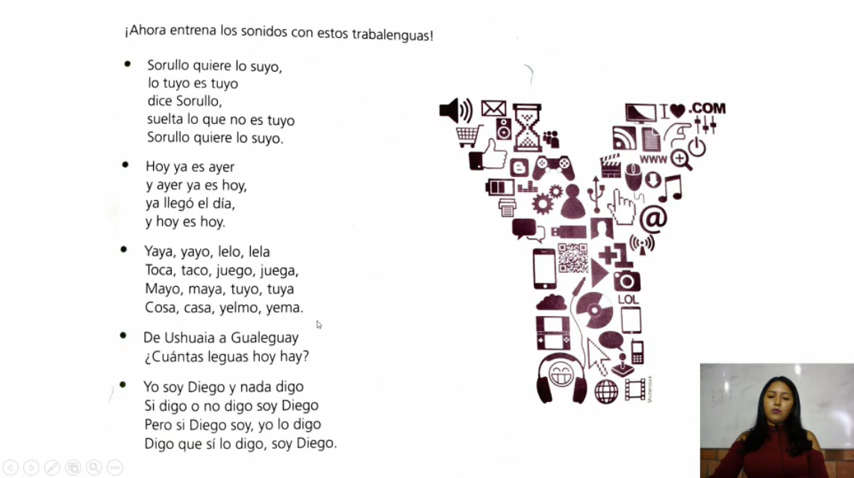 ¡Ahora entrena los sonidos con estos trabalenguas!
• Sorullo quiere lo suyo,
lo tuyo es tuyo
dice Sorullo,
suelta lo que no es tuyo
Sorullo quiere lo suyo.
• Hoy ya es ayer
y ayer ya es hoy,
ya llegó el día,
y hoy es hoy.
• Yaya, yayo, lelo, lela
Toca, taco, juego, juega,
Mayo, maya, tuyo, tuya
Cosa, casa, yelmo, yema.
• De Ushuaia a Gualeguay
¿Cuántas leguas hoy hay?
• Yo soy Diego y nada digo
Si digo o no digo soy Diego
Pero si Diego soy, yo lo digo
Digo que sí lo digo, soy Diego.
I .COM
www
@
+1
LOL
Shutterstock